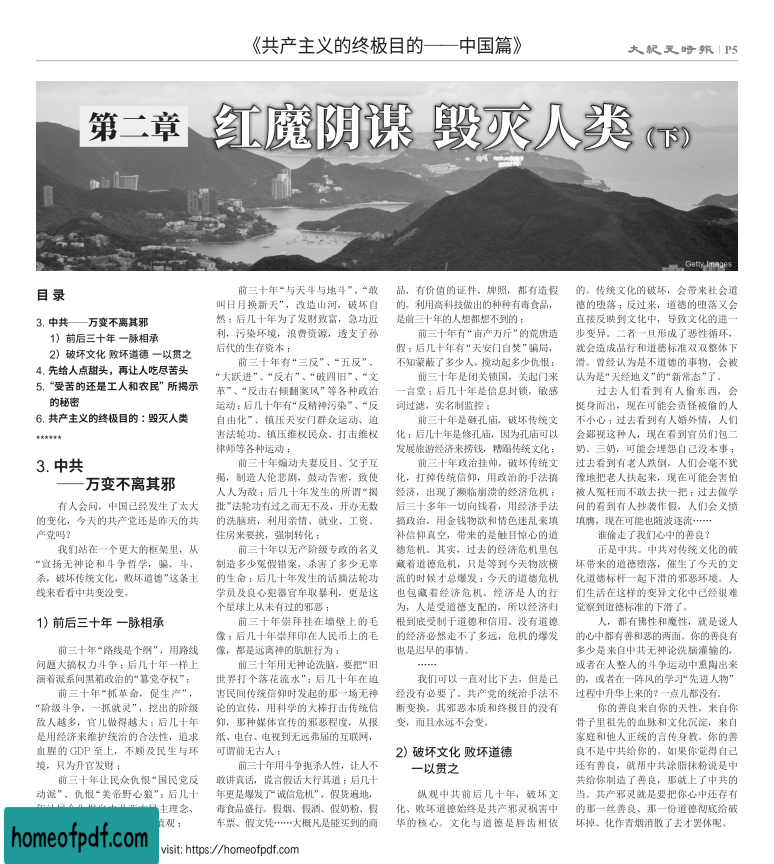 《共产主义的终极目的——中国篇》
大紀元時報 | P5
第二章 红魔阴谋 毁灭人类（下）
Getty Images
目 录
3. 中共——万变不离其邪
1）前后三十年 一脉相承
2）破坏文化 败坏道德 一以贯之
4. 先给人点甜头，再让人吃尽苦头
5. “受苦的还是工人和农民”所揭示
的秘密
6. 共产主义的终极目的：毁灭人类
******
3. 中共
——万变不离其邪
有人会问，中国已经发生了太大
的变化，今天的共产党还是昨天的共
产党吗？
我们站在一个更大的框架里，从
“宣扬无神论和斗争哲学，骗、斗、
杀，破坏传统文化，败坏道德”这条主
线来看看中共变没变。
1）前后三十年 一脉相承
前三十年“路线是个纲”，用路线
问题大搞权力斗争；后几十年一样上
演着派系间黑箱政治的“篡党夺权”；
前三十年“抓革命，促生产”，
“阶级斗争，一抓就灵”，挖出的阶级
敌人越多，官儿做得越大；后几十年
是用经济来维护统治的合法性，追求
血腥的 GDP 至上，不顾及民生与环
境，只为升官发财；
前三十年让民众仇恨“国民党反
动派”、仇恨“美帝野心狼”；后几十
前三十年“与天斗与地斗”，“敢
叫日月换新天”，改造山河，破坏自
然；后几十年为了发财致富，急功近
利，污染环境，浪费资源，透支子孙
后代的生存资本；
前三十年有“三反”、“五反”、
“大跃进”、“反右”、“破四旧”、“文
革”、“反击右倾翻案风”等各种政治
运动；后几十年有“反精神污染”、“反
自由化”、镇压天安门群众运动、迫
害法轮功、镇压维权民众、打击维权
律师等各种运动；
前三十年煽动夫妻反目、父子互
揭，制造人伦悲剧，鼓动告密，致使
人人为敌；后几十年发生的所谓“揭
批”法轮功有过之而无不及，开办无数
的洗脑班，利用亲情、就业、工资、
住房来要挟，强制转化；
前三十年以无产阶级专政的名义
制造多少冤假错案，杀害了多少无辜
的生命；后几十年发生的活摘法轮功
学员及良心犯器官牟取暴利，更是这
个星球上从未有过的邪恶；
前三十年崇拜挂在墙壁上的毛
像；后几十年崇拜印在人民币上的毛
像，都是远离神的肮脏行为；
前三十年用无神论洗脑，要把“旧
世界打个落花流水”；后几十年在迫
害民间传统信仰时发起的那一场无神
论的宣传，用科学的大棒打击传统信
仰，那种媒体宣传的邪恶程度，从报
纸、电台、电视到无远弗届的互联网，
可谓前无古人；
前三十年用斗争扼杀人性，让人不
敢讲真话，谎言假话大行其道；后几十
年更是爆发了“诚信危机”，假货遍地，
毒食品盛行。假烟、假酒、假奶粉、假
车票、假文凭……大概凡是能买到的商
品、有价值的证件、牌照，都有造假
的。利用高科技做出的种种有毒食品，
是前三十年的人想都想不到的；
前三十年有“亩产万斤”的荒唐造
假；后几十年有“天安门自焚”骗局，
不知蒙蔽了多少人，搅动起多少仇恨；
前三十年是闭关锁国，关起门来
一言堂；后几十年是信息封锁，敏感
词过滤，实名制监控；
前三十年是砸孔庙，破坏传统文
化；后几十年是修孔庙，因为孔庙可以
发展旅游经济来捞钱，糟蹋传统文化；
前三十年政治挂帅，破坏传统文
化，打掉传统信仰，用政治的手法搞
经济，出现了濒临崩溃的经济危机；
后三十多年一切向钱看，用经济手法
搞政治，用金钱物欲和情色迷乱来填
补信仰真空，带来的是触目惊心的道
德危机。其实，过去的经济危机里包
藏着道德危机，只是等到今天物欲横
流的时候才总爆发；今天的道德危机
也包藏着经济危机。经济是人的行
为，人是受道德支配的，所以经济归
根到底受制于道德和信用。没有道德
的经济必然走不了多远，危机的爆发
也是迟早的事情。
……
我们可以一直对比下去，但是已
经没有必要了。共产党的统治手法不
断变换，其邪恶本质和终极目的没有
变，而且永远不会变。
2）破坏文化 败坏道德
一以贯之
纵观中共前后几十年，破坏文
化、败坏道德始终是共产邪灵祸害中
华的核心。文化与道德是唇齿相依
的。传统文化的破坏，会带来社会道
德的堕落；反过来，道德的堕落又会
直接反映到文化中，导致文化的进一
步变异。二者一旦形成了恶性循环，
就会造成品行和道德标准双双整体下
滑。曾经认为是不道德的事物，会被
认为是“天经地义”的“新常态”了。
过去人们看到有人偷东西，会
挺身而出，现在可能会责怪被偷的人
不小心；过去看到有人婚外情，人们
会鄙视这种人，现在看到官员们包二
奶、三奶，可能会埋怨自己没本事；
过去看到有老人跌倒，人们会毫不犹
豫地把老人扶起来，现在可能会害怕
被人冤枉而不敢去扶一把；过去做学
问的看到有人抄袭作假，人们会义愤
填膺，现在可能也随波逐流……
谁偷走了我们心中的善良？
正是中共。中共对传统文化的破
坏带来的道德堕落，催生了今天的文
化道德标杆一起下滑的邪恶环境。人
们生活在这样的变异文化中已经很难
觉察到道德标准的下滑了。
人，都有佛性和魔性，就是说人
的心中都有善和恶的两面。你的善良有
多少是来自中共无神论洗脑灌输的，
或者在人整人的斗争运动中熏陶出来
的，或者在一阵风的学习“先进人物”
过程中升华上来的？一点儿都没有。
你的善良来自你的天性，来自你
骨子里祖先的血脉和文化沉淀，来自
家庭和他人正统的言传身教。你的善
良不是中共给你的。如果你觉得自己
还有善良，就帮中共涂脂抹粉说是中
共给你制造了善良，那就上了中共的
当。共产邪灵就是要把你心中还存有
的那一丝善良、那一份道德彻底给破
坏掉、化作青烟消散了去才罢休呢。
homeofpdf.com
visit: https://homeofpdf.com